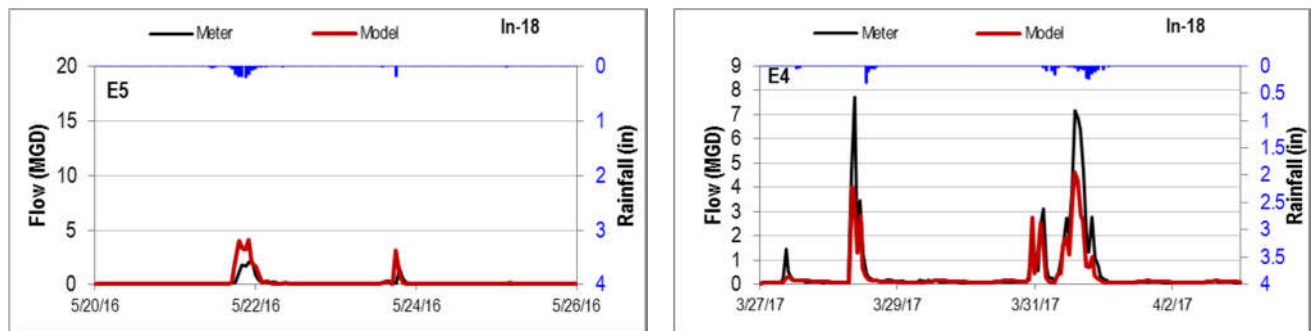 Meter Model In-18
E5
Flow (MGD)
20
15
10
5
0
Rainfall (in)
0
1
2
3
4
5/20/16 5/22/16 5/24/16 5/26/16
Meter Model In-18
E4
Flow (MGD)
9
8
7
6
5
4
3
2
1
0
Rainfall (in)
0
0.5
1
1.5
2
2.5
3
3.5
4
3/27/17 3/29/17 3/31/17 4/2/17